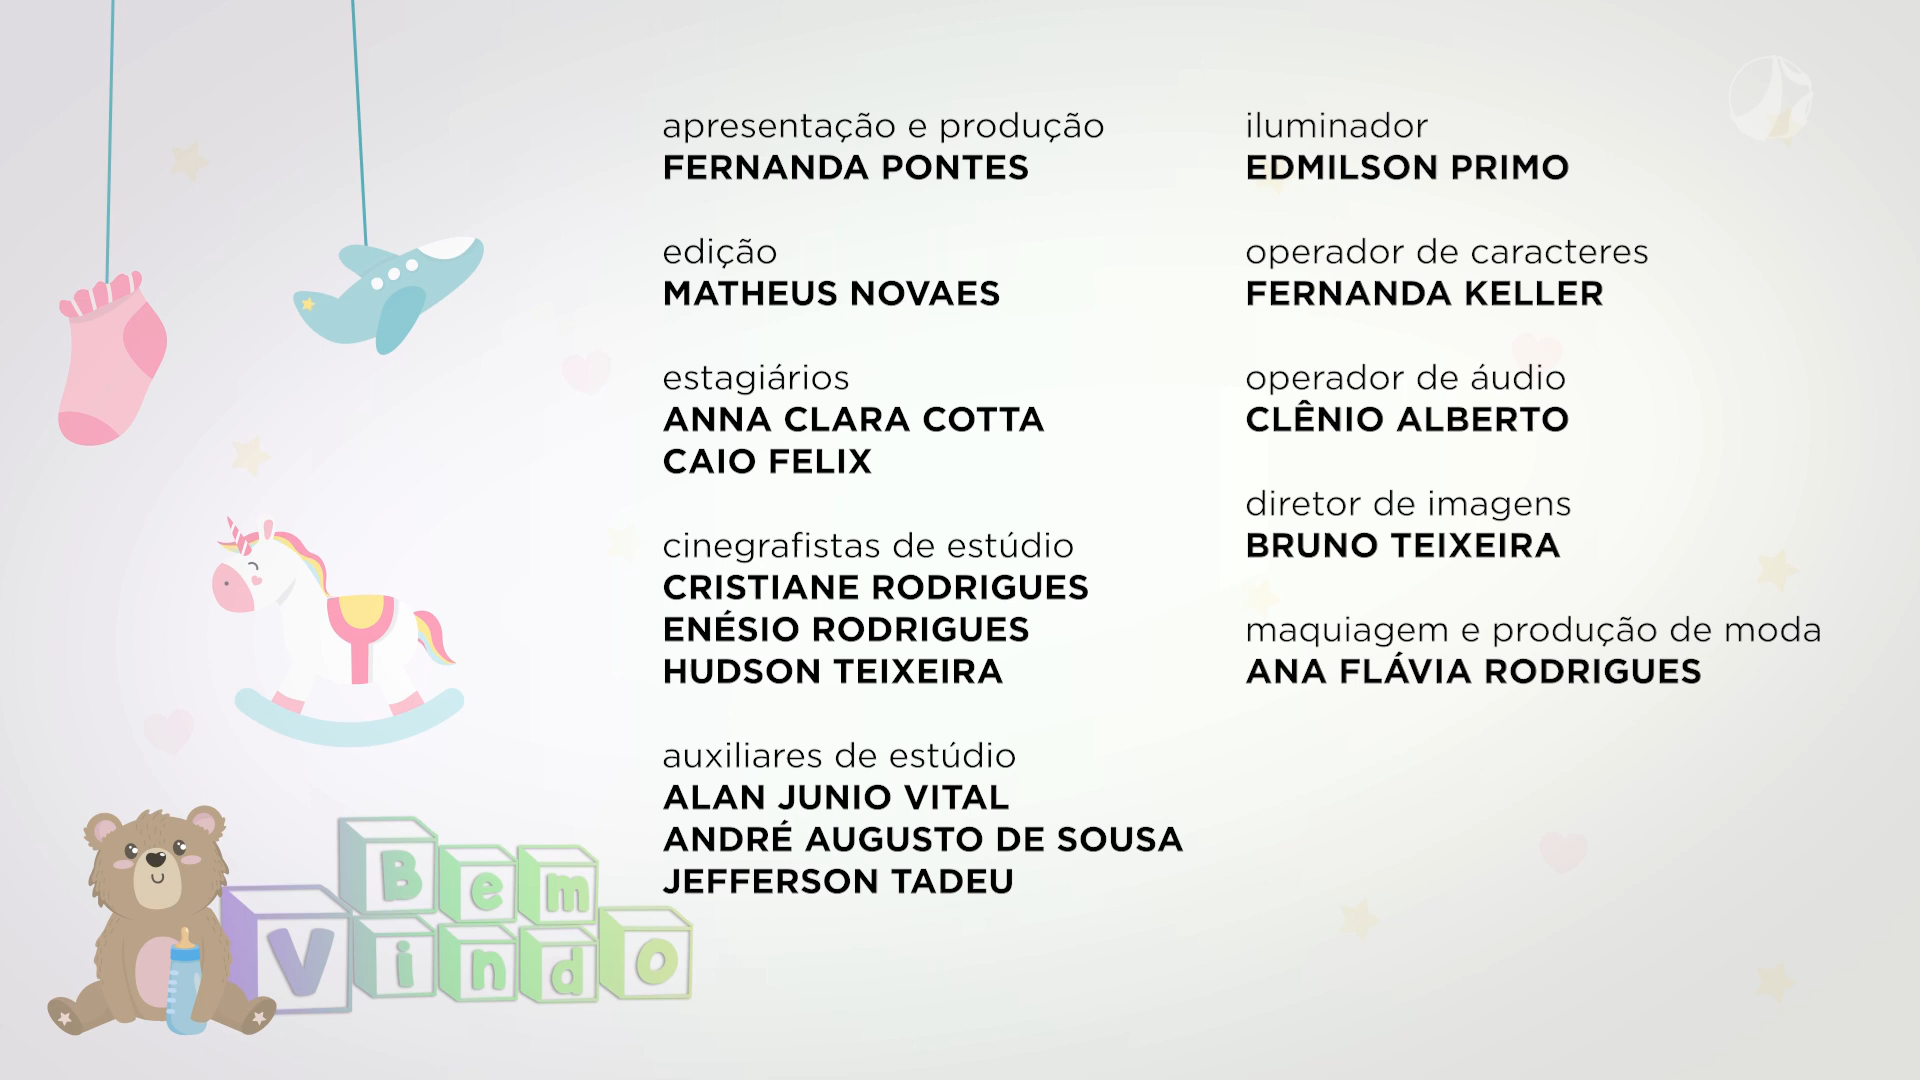 apresentação e produção
FERNANDA PONTES
edição
MATHEUS NOVAES
estagiários
ANNA CLARA COTTA
CAIO FELIX
cinegrafistas de estúdio
CRISTIANE RODRIGUES
ENÉSIO RODRIGUES
HUDSON TEIXEIRA
auxiliares de estúdio
ALAN JUNIO VITAL
ANDRÉ AUGUSTO DE SOUSA
JEFFERSON TADEU
iluminador
EDMILSON PRIMO
operador de caracteres
FERNANDA KELLER
operador de áudio
CLÊNIO ALBERTO
diretor de imagens
BRUNO TEIXEIRA
maquiagem e produção de moda
ANA FLÁVIA RODRIGUES
Bem
Vindo